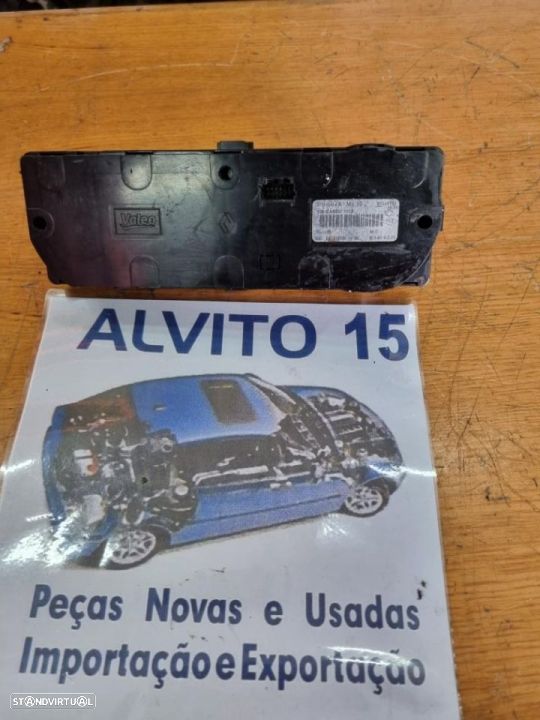 Valeo
ALVITO 15
Peças Novas e Usadas
Importação e Exportação
STANDVIRTUAL